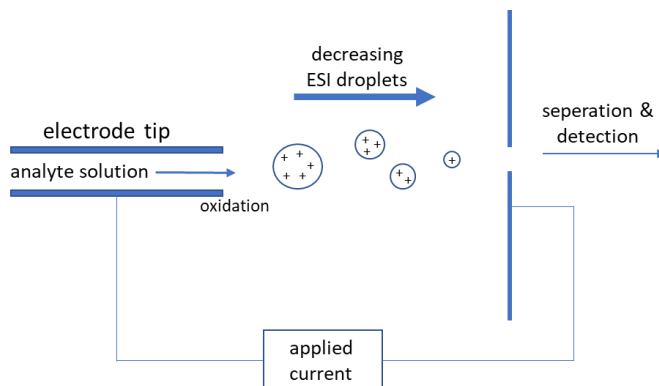 decreasing
ESI droplets
seperation &
detection
electrode tip
analyte solution
oxidation
+ + + + +
+ + +
+ +
+
applied
current